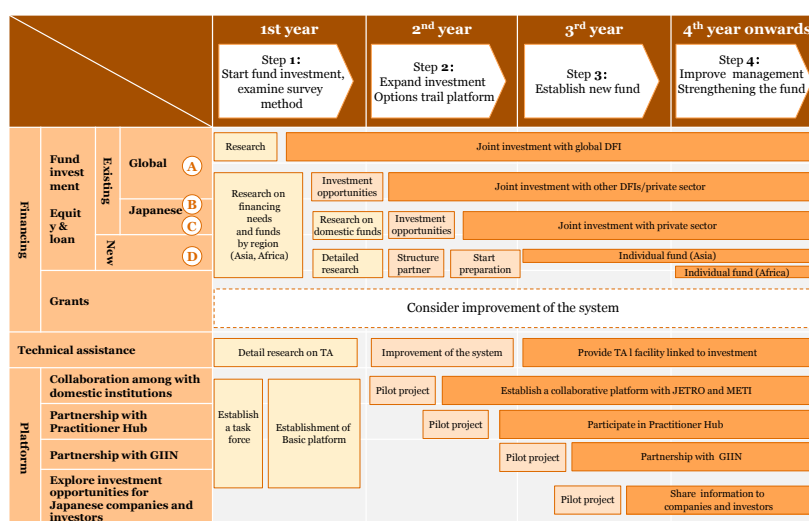 1st year
2nd year
3rd year
4th year onwards
Step 1:
Start fund investment,
examine survey
method
Step 2:
Expand investment
Options trail platform
Step 3:
Establish new fund
Step 4:
Improve management
Strengthening the fund
Financing
Fund
invest
ment
Equit
y &
loan
Existing
Global
A
Japanese
B
C
New
D
Research
Joint investment with global DFI
Research on
financing
needs
and funds
by region
(Asia, Africa)
Investment
opportunities
Joint investment with other DFIs/private sector
Research on
domestic funds
Investment
opportunities
Joint investment with private sector
Detailed
research
Structure
partner
Start
preparation
Individual fund (Asia)
Individual fund (Africa)
Grants
Consider improvement of the system
Technical assistance
Detail research on TA
Improvement of the system
Provide TA l facility linked to investment
Platform
Collaboration among with
domestic institutions
Establish
a task
force
Establishment of
Basic platform
Pilot project
Establish a collaborative platform with JETRO and METI
Partnership with
Practitioner Hub
Pilot project
Participate in Practitioner Hub
Partnership with GIIN
Pilot project
Partnership with GIIN
Explore investment
opportunities for
Japanese companies and
investors
Pilot project
Share information to
companies and investors